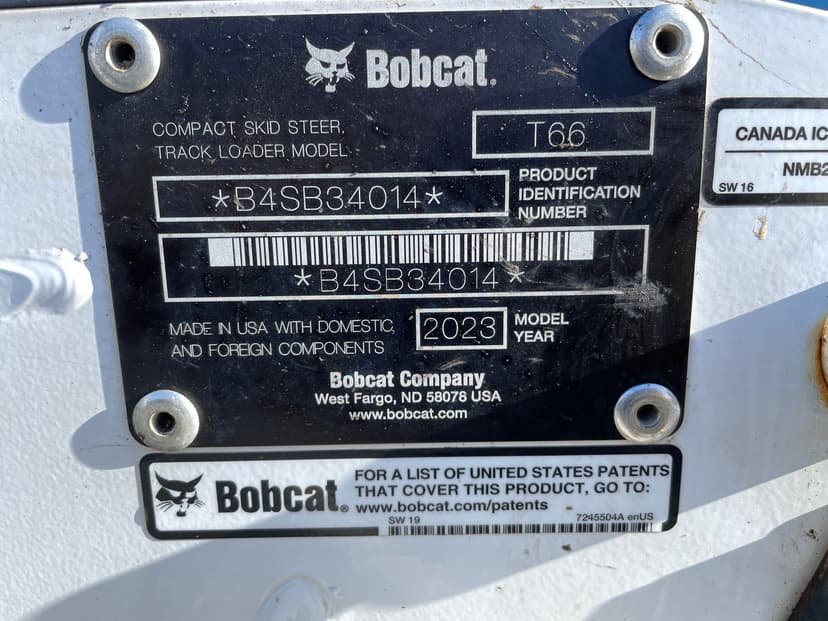 Bobcat.
COMPACT SKID STEER,
TRACK LOADER MODEL
T66
*B4SB34014*
PRODUCT
IDENTIFICATION
NUMBER
*B4SB34014*
MADE IN USA WITH DOMESTIC
AND FOREIGN COMPONENTS
2023
MODEL
YEAR
Bobcat Company
West Fargo, ND 58078 USA
www.bobcat.com
CANADA IC
NMB2
SW 16
Bobcat®
FOR A LIST OF UNITED STATES PATENTS
THAT COVER THIS PRODUCT, GO TO:
www.bobcat.com/patents
SW 19
7245504A enUS